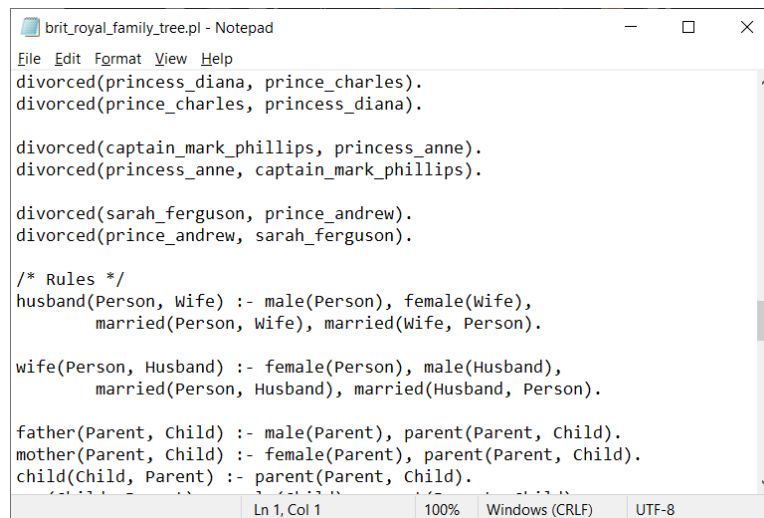 brit_royal_family_tree.pl - Notepad
File Edit Format View Help
divorced(princess_diana, prince_charles).
divorced(prince_charles, princess_diana).
divorced(captain_mark_phillips, princess_anne).
divorced(princess_anne, captain_mark_phillips).
divorced(sarah_ferguson, prince_andrew).
divorced(prince_andrew, sarah_ferguson).
/* Rules */
husband(Person, Wife) :- male(Person), female(Wife),
married(Person, Wife), married(Wife, Person).
wife(Person, Husband) :- female(Person), male(Husband),
married(Person, Husband), married(Husband, Person).
father(Parent, Child) :- male(Parent), parent(Parent, Child).
mother(Parent, Child) :- female(Parent), parent(Parent, Child).
child(Child, Parent) :- parent(Parent, Child).
Ln 1, Col 1 100% Windows (CRLF) UTF-8